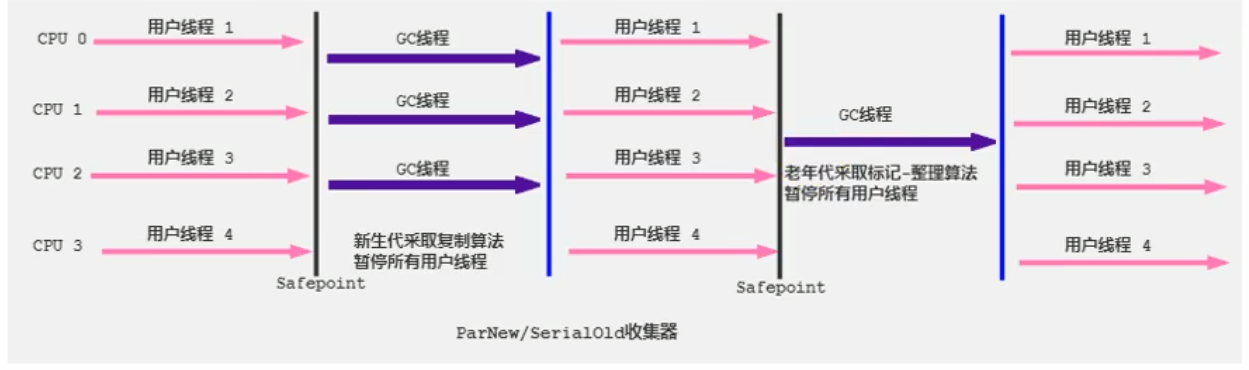 CPU 0
用户线程 1
GC线程
用户线程 1
用户线程 1
CPU 1
用户线程 2
GC线程
用户线程 2
GC线程
用户线程 2
CPU 2
用户线程 3
GC线程
用户线程 3
老年代采取标记-整理算法
暂停所有用户线程
用户线程 3
CPU 3
用户线程 4
新生代采取复制算法
暂停所有用户线程
用户线程 4
用户线程 4
Safepoint
Safepoint
ParNew/SerialOld收集器